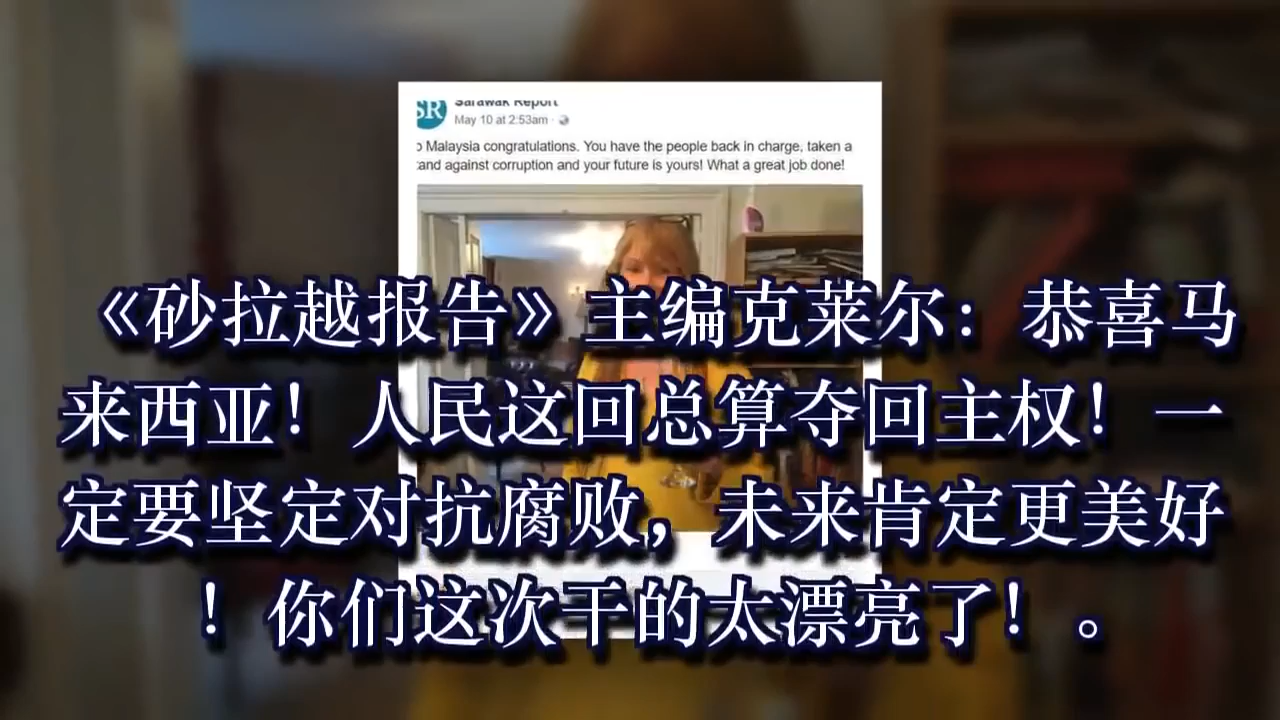 SR Sarawak Report
May 10 at 2:53am ·
o Malaysia congratulations. You have the people back in charge, taken a
tand against corruption and your future is yours! What a great job done!
《砂拉越报告》主编克莱尔：恭喜马
来西亚！人民这回总算夺回主权！一
定要坚定对抗腐败，未来肯定更美好
！你们这次干的太漂亮了！。